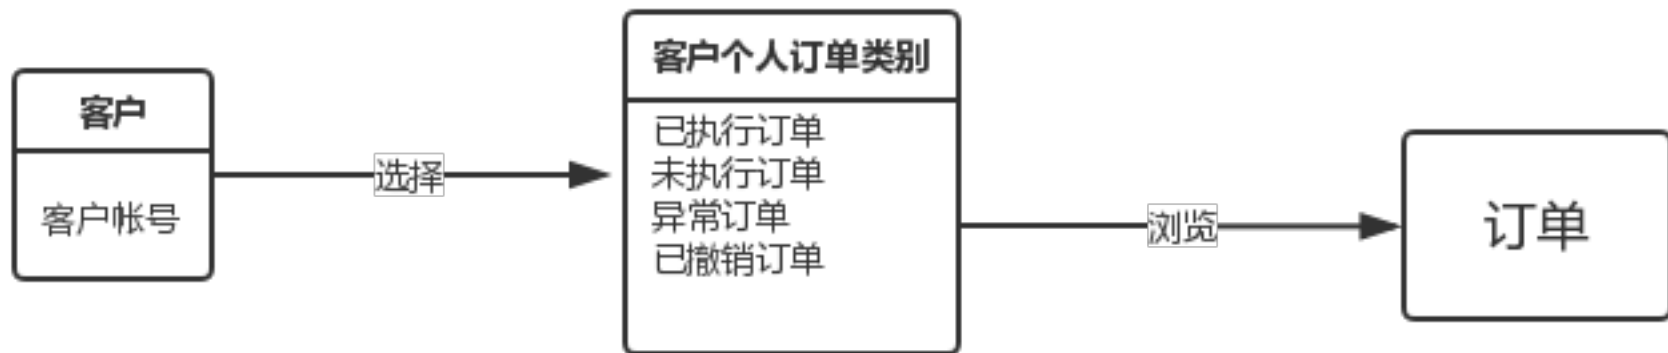 客户
客户帐号
选择
客户个人订单类别
已执行订单
未执行订单
异常订单
已撤销订单
浏览
订单